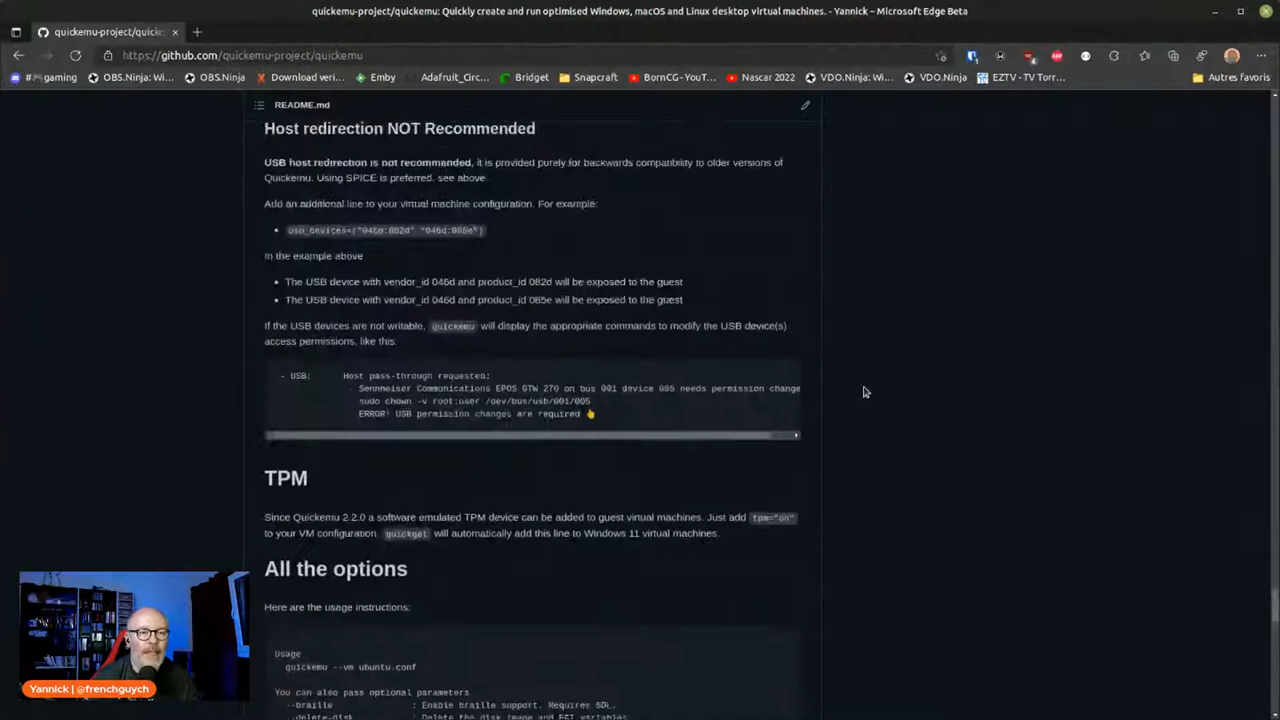 quickemu-project/quickemu: Quickly create and run optimised Windows, macOS and Linux desktop virtual machines. - Yannick — Microsoft Edge Beta
quickemu-project/quicke
https://github.com/quickemu-project/quickemu
#🎮gaming OBS.Ninja: Wi... OBS.Ninja Download veri... Emby Adafruit_Circ... Bridget Snapcraft BornCG - YouT... Nascar 2022 VDO.Ninja: Wi... VDO.Ninja EZTV - TV Torr... Autres favoris
README.md
Host redirection NOT Recommended
USB host redirection is not recommended, it is provided purely for backwards compatibility to older versions of
Quickemu. Using SPICE is preferred, see above.
Add an additional line to your virtual machine configuration. For example:
usb_devices=("046d:082d" "046d:085e")
In the example above
The USB device with vendor_id 046d and product_id 082d will be exposed to the guest
The USB device with vendor_id 046d and product_id 085e will be exposed to the guest
If the USB devices are not writable, quickemu will display the appropriate commands to modify the USB device(s)
access permissions, like this:
- USB: Host pass-through requested:
- Sennheiser Communications EPOS GTW 270 on bus 001 device 005 needs permission change
sudo chown -v root:user /dev/bus/usb/001/005
ERROR! USB permission changes are required 👆
TPM
Since Quickemu 2.2.0 a software emulated TPM device can be added to guest virtual machines. Just add tpm="on"
to your VM configuration. quickget will automatically add this line to Windows 11 virtual machines.
All the options
Here are the usage instructions:
Usage
quickemu --vm ubuntu.conf
You can also pass optional parameters
--braille : Enable braille support. Requires SDL.
--delete-disk : Delete the disk image and EFI variables
Yannick | @frenchguych